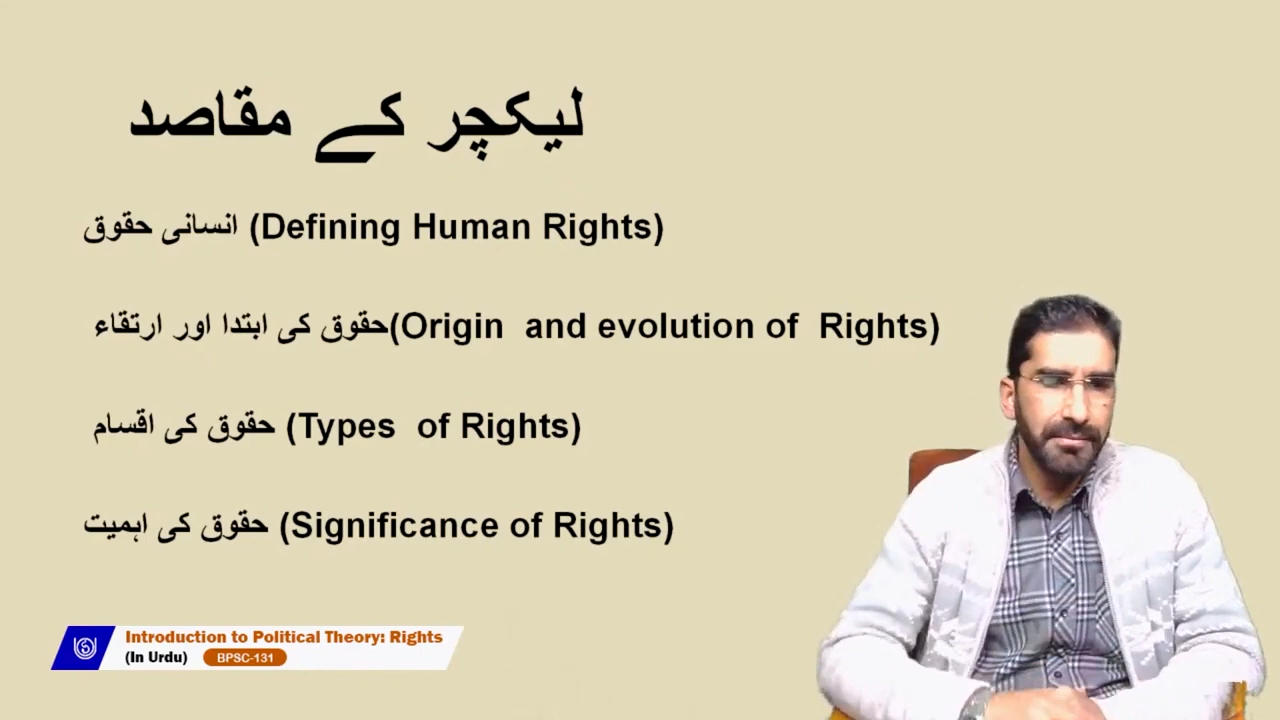 لیکچر کے مقاصد
انسانی حقوق (Defining Human Rights)
حقوق کی ابتدا اور ارتقاء(Origin and evolution of Rights)
حقوق کی اقسام (Types of Rights)
حقوق کی اہمیت (Significance of Rights)
Introduction to Political Theory: Rights
(In Urdu) BPSC-131